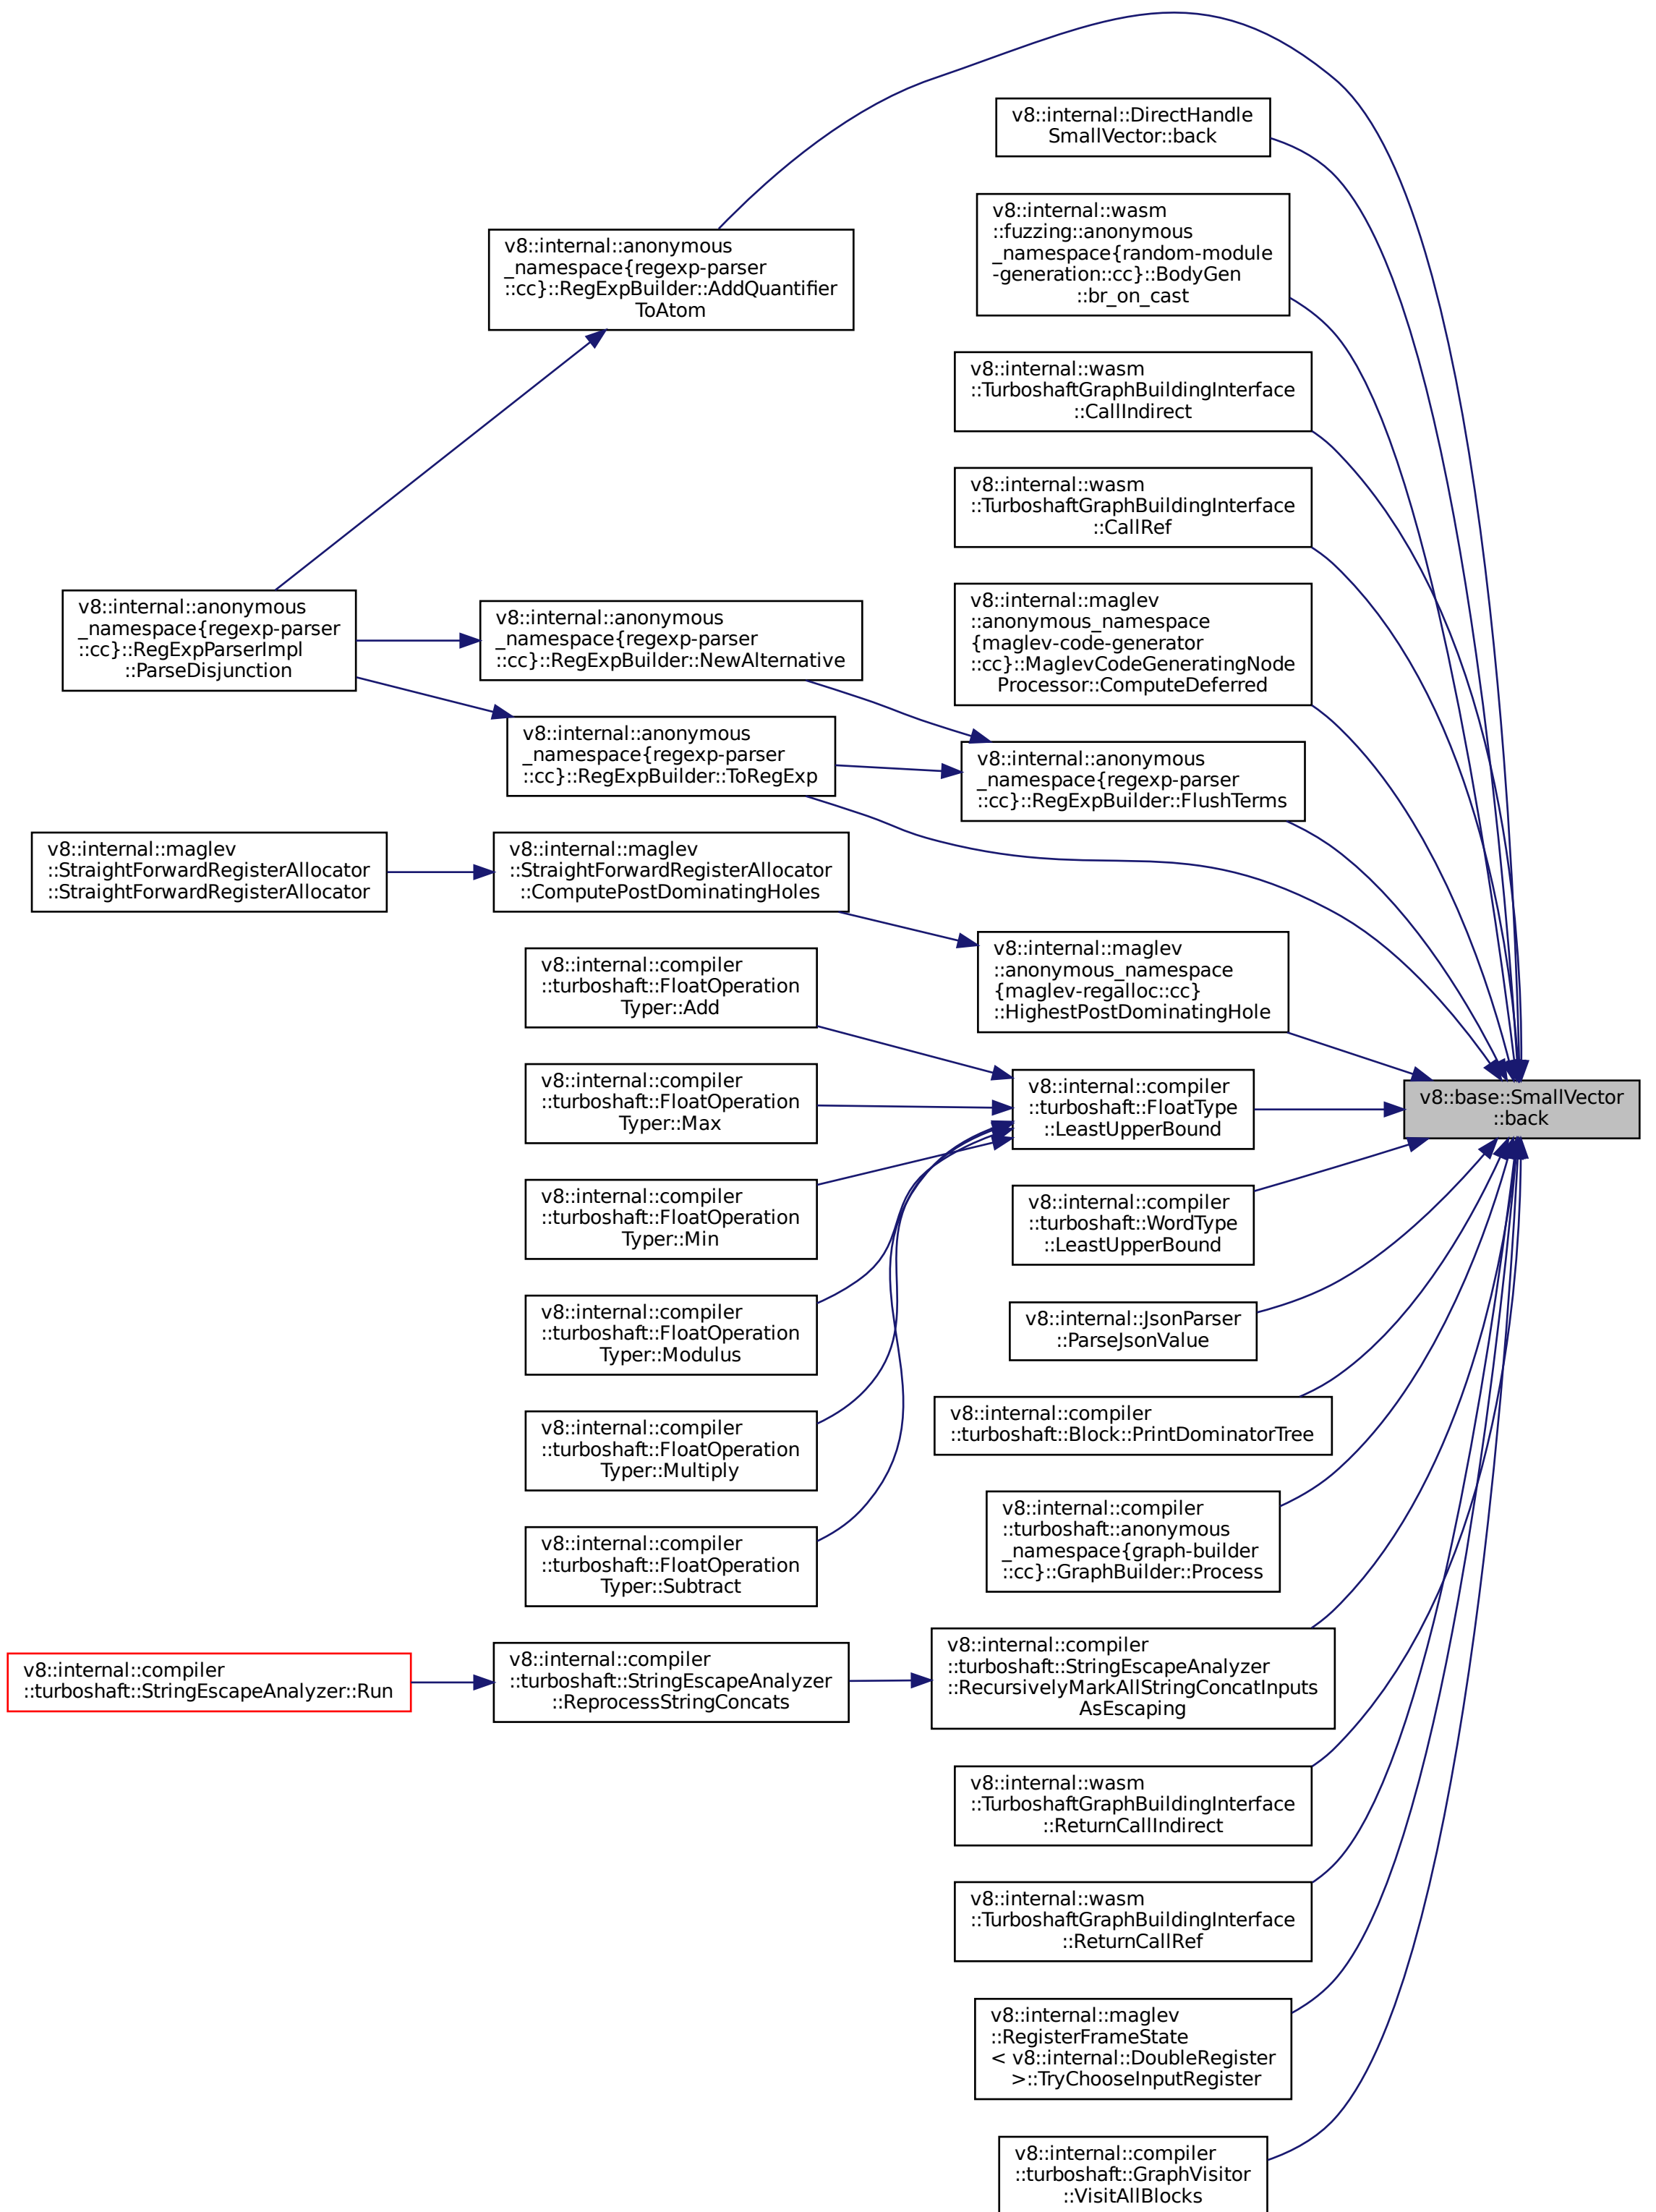 v8::internal::DirectHandle
SmallVector::back
v8::internal::wasm
::fuzzing::anonymous
_namespace{random-module
-generation::cc}::BodyGen
::br_on_cast
v8::internal::anonymous
_namespace{regexp-parser
::cc}::RegExpBuilder::AddQuantifier
ToAtom
v8::internal::wasm
::TurboshaftGraphBuildingInterface
::CallIndirect
v8::internal::wasm
::TurboshaftGraphBuildingInterface
::CallRef
v8::internal::maglev
::anonymous_namespace
{maglev-code-generator
::cc}::MaglevCodeGeneratingNode
Processor::ComputeDeferred
v8::internal::anonymous
_namespace{regexp-parser
::cc}::RegExpParserImpl
::ParseDisjunction
v8::internal::anonymous
_namespace{regexp-parser
::cc}::RegExpBuilder::NewAlternative
v8::internal::anonymous
_namespace{regexp-parser
::cc}::RegExpBuilder::ToRegExp
v8::internal::anonymous
_namespace{regexp-parser
::cc}::RegExpBuilder::FlushTerms
v8::internal::maglev
::StraightForwardRegisterAllocator
::StraightForwardRegisterAllocator
v8::internal::maglev
::StraightForwardRegisterAllocator
::ComputePostDominatingHoles
v8::internal::maglev
::anonymous_namespace
{maglev-regalloc::cc}
::HighestPostDominatingHole
v8::internal::compiler
::turboshaft::FloatOperation
Typer::Add
v8::internal::compiler
::turboshaft::FloatOperation
Typer::Max
v8::internal::compiler
::turboshaft::FloatType
::LeastUpperBound
v8::base::SmallVector
::back
v8::internal::compiler
::turboshaft::FloatOperation
Typer::Min
v8::internal::compiler
::turboshaft::WordType
::LeastUpperBound
v8::internal::compiler
::turboshaft::FloatOperation
Typer::Modulus
v8::internal::JsonParser
::ParseJsonValue
v8::internal::compiler
::turboshaft::FloatOperation
Typer::Multiply
v8::internal::compiler
::turboshaft::Block::PrintDominatorTree
v8::internal::compiler
::turboshaft::FloatOperation
Typer::Subtract
v8::internal::compiler
::turboshaft::anonymous
_namespace{graph-builder
::cc}::GraphBuilder::Process
v8::internal::compiler
::turboshaft::StringEscapeAnalyzer::Run
v8::internal::compiler
::turboshaft::StringEscapeAnalyzer
::ReprocessStringConcats
v8::internal::compiler
::turboshaft::StringEscapeAnalyzer
::RecursivelyMarkAllStringConcatInputs
AsEscaping
v8::internal::wasm
::TurboshaftGraphBuildingInterface
::ReturnCallIndirect
v8::internal::wasm
::TurboshaftGraphBuildingInterface
::ReturnCallRef
v8::internal::maglev
::RegisterFrameState
< v8::internal::DoubleRegister
>::TryChooseInputRegister
v8::internal::compiler
::turboshaft::GraphVisitor
::VisitAllBlocks